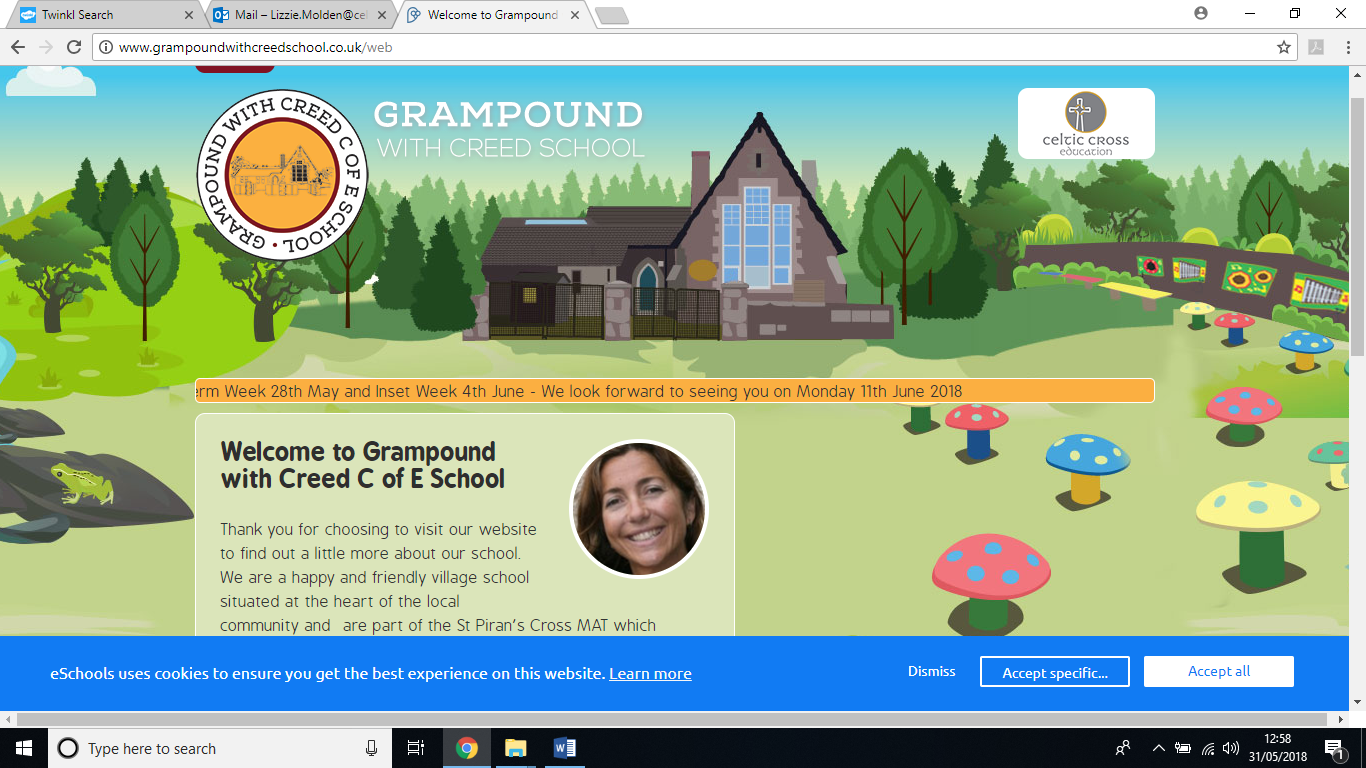 Twinkl Search
Mail – Lizzie.Molden@cel
Welcome to Grampound
www.grampoundwithcreedschool.co.uk/web
GRAMPOUND WITH CREED C OF E SCHOOL •
GRAMPOUND
WITH CREED SCHOOL
celtic cross
education
erm Week 28th May and Inset Week 4th June - We look forward to seeing you on Monday 11th June 2018
Welcome to Grampound
with Creed C of E School
Thank you for choosing to visit our website
to find out a little more about our school.
We are a happy and friendly village school
situated at the heart of the local
community and are part of the St Piran's Cross MAT which
eSchools uses cookies to ensure you get the best experience on this website. Learn more
Dismiss
Accept specific...
Accept all
Type here to search
12:58
31/05/2018
1